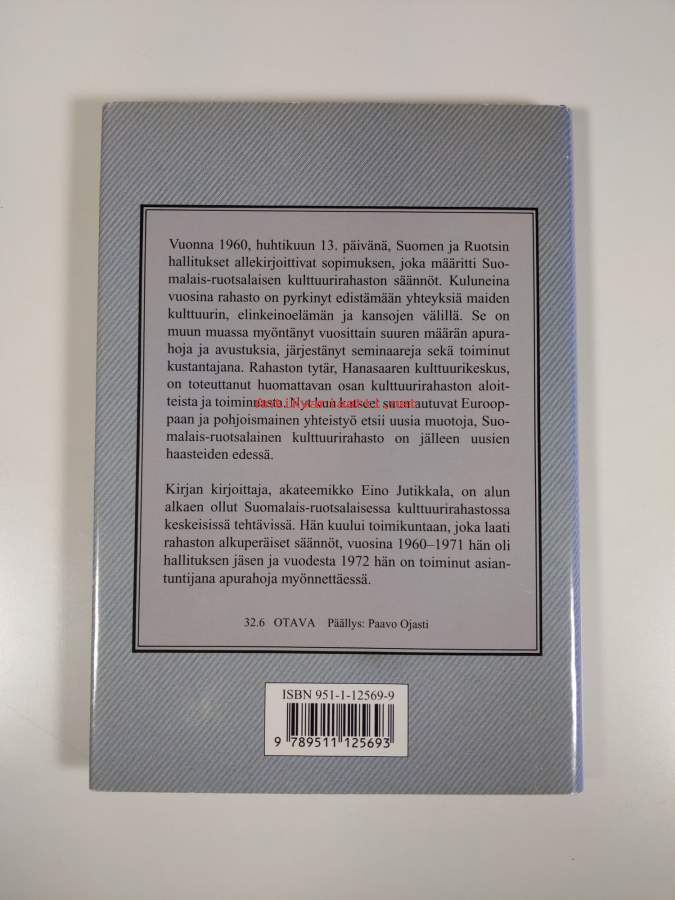 Vuonna 1960, huhtikuun 13. päivänä, Suomen ja Ruotsin
hallitukset allekirjoittivat sopimuksen, joka määritti Suo-
malais-ruotsalaisen kulttuurirahaston säännöt. Kuluneina
vuosina rahasto on pyrkinyt edistämään yhteyksiä maiden
kulttuurin, elinkeinoelämän ja kansojen välillä. Se on
muun muassa myöntänyt vuosittain suuren määrän apura-
hoja ja avustuksia, järjestänyt seminaareja sekä toiminut
kustantajana. Rahaston tytär, Hanasaaren kulttuurikeskus,
on toteuttanut huomattavan osan kulttuurirahaston aloit-
teista ja toiminnasta. Nyt kun katseet suuntautuvat Euroop-
paan ja pohjoismainen yhteistyö etsii uusia muotoja, Suo-
malais-ruotsalainen kulttuurirahasto on jälleen uusien
haasteiden edessä.
Kirjan kirjoittaja, akateemikko Eino Jutikkala, on alun
alkaen ollut Suomalais-ruotsalaisessa kulttuurirahastossa
keskeisissä tehtävissä. Hän kuului toimikuntaan, joka laati
rahaston alkuperäiset säännöt, vuosina 1960–1971 hän oli
hallituksen jäsen ja vuodesta 1972 hän on toiminut asian-
tuntijana apurahoja myönnettäessä.
32.6 OTAVA Päällys: Paavo Ojasti
ISBN 951-1-12569-9
9 789511 125693